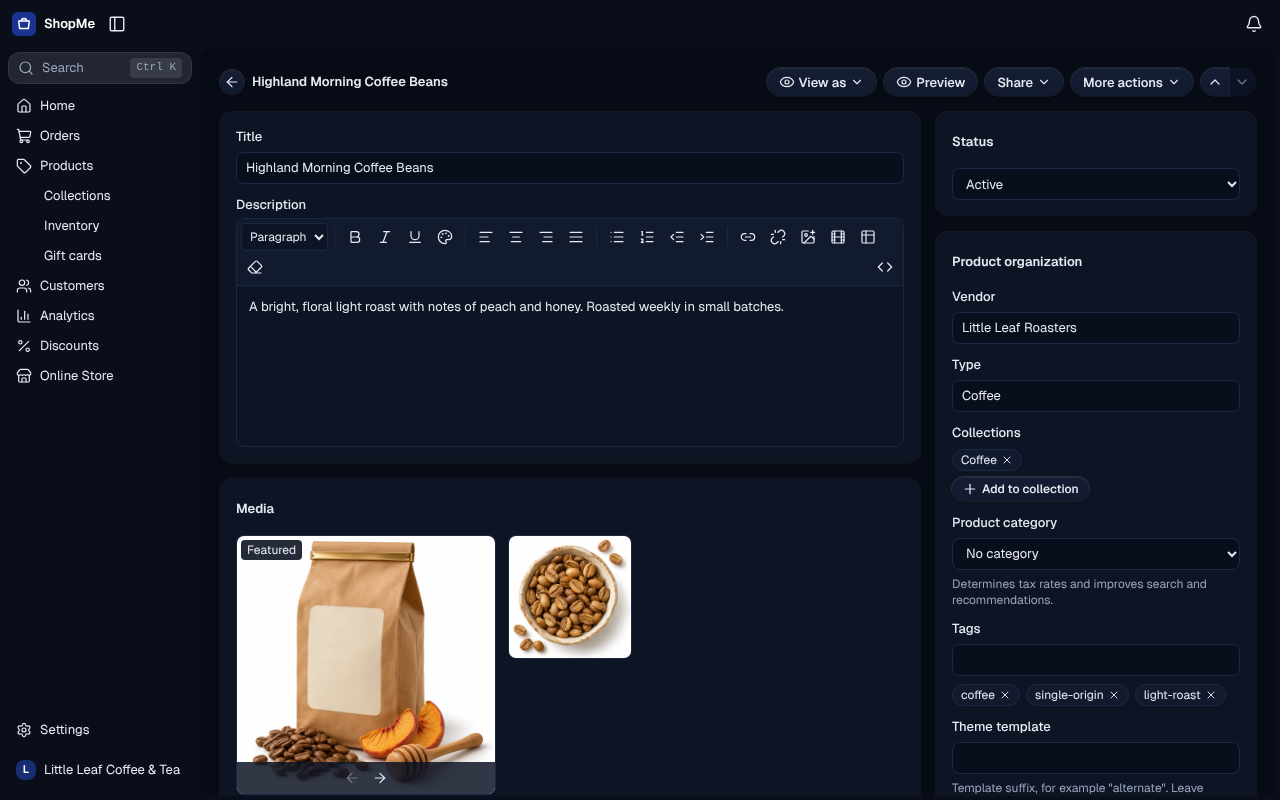 ShopMe
Search
Ctrl K
Home
Orders
Products
Collections
Inventory
Gift cards
Customers
Analytics
Discounts
Online Store
Settings
L
Little Leaf Coffee & Tea
Highland Morning Coffee Beans
View as
Preview
Share
More actions
Title
Highland Morning Coffee Beans
Description
Paragraph
A bright, floral light roast with notes of peach and honey. Roasted weekly in small batches.
Media
Featured
Status
Active
Product organization
Vendor
Little Leaf Roasters
Type
Coffee
Collections
Coffee
Add to collection
Product category
No category
Determines tax rates and improves search and
recommendations.
Tags
coffee
single-origin
light-roast
Theme template
Template suffix, for example "alternate". Leave